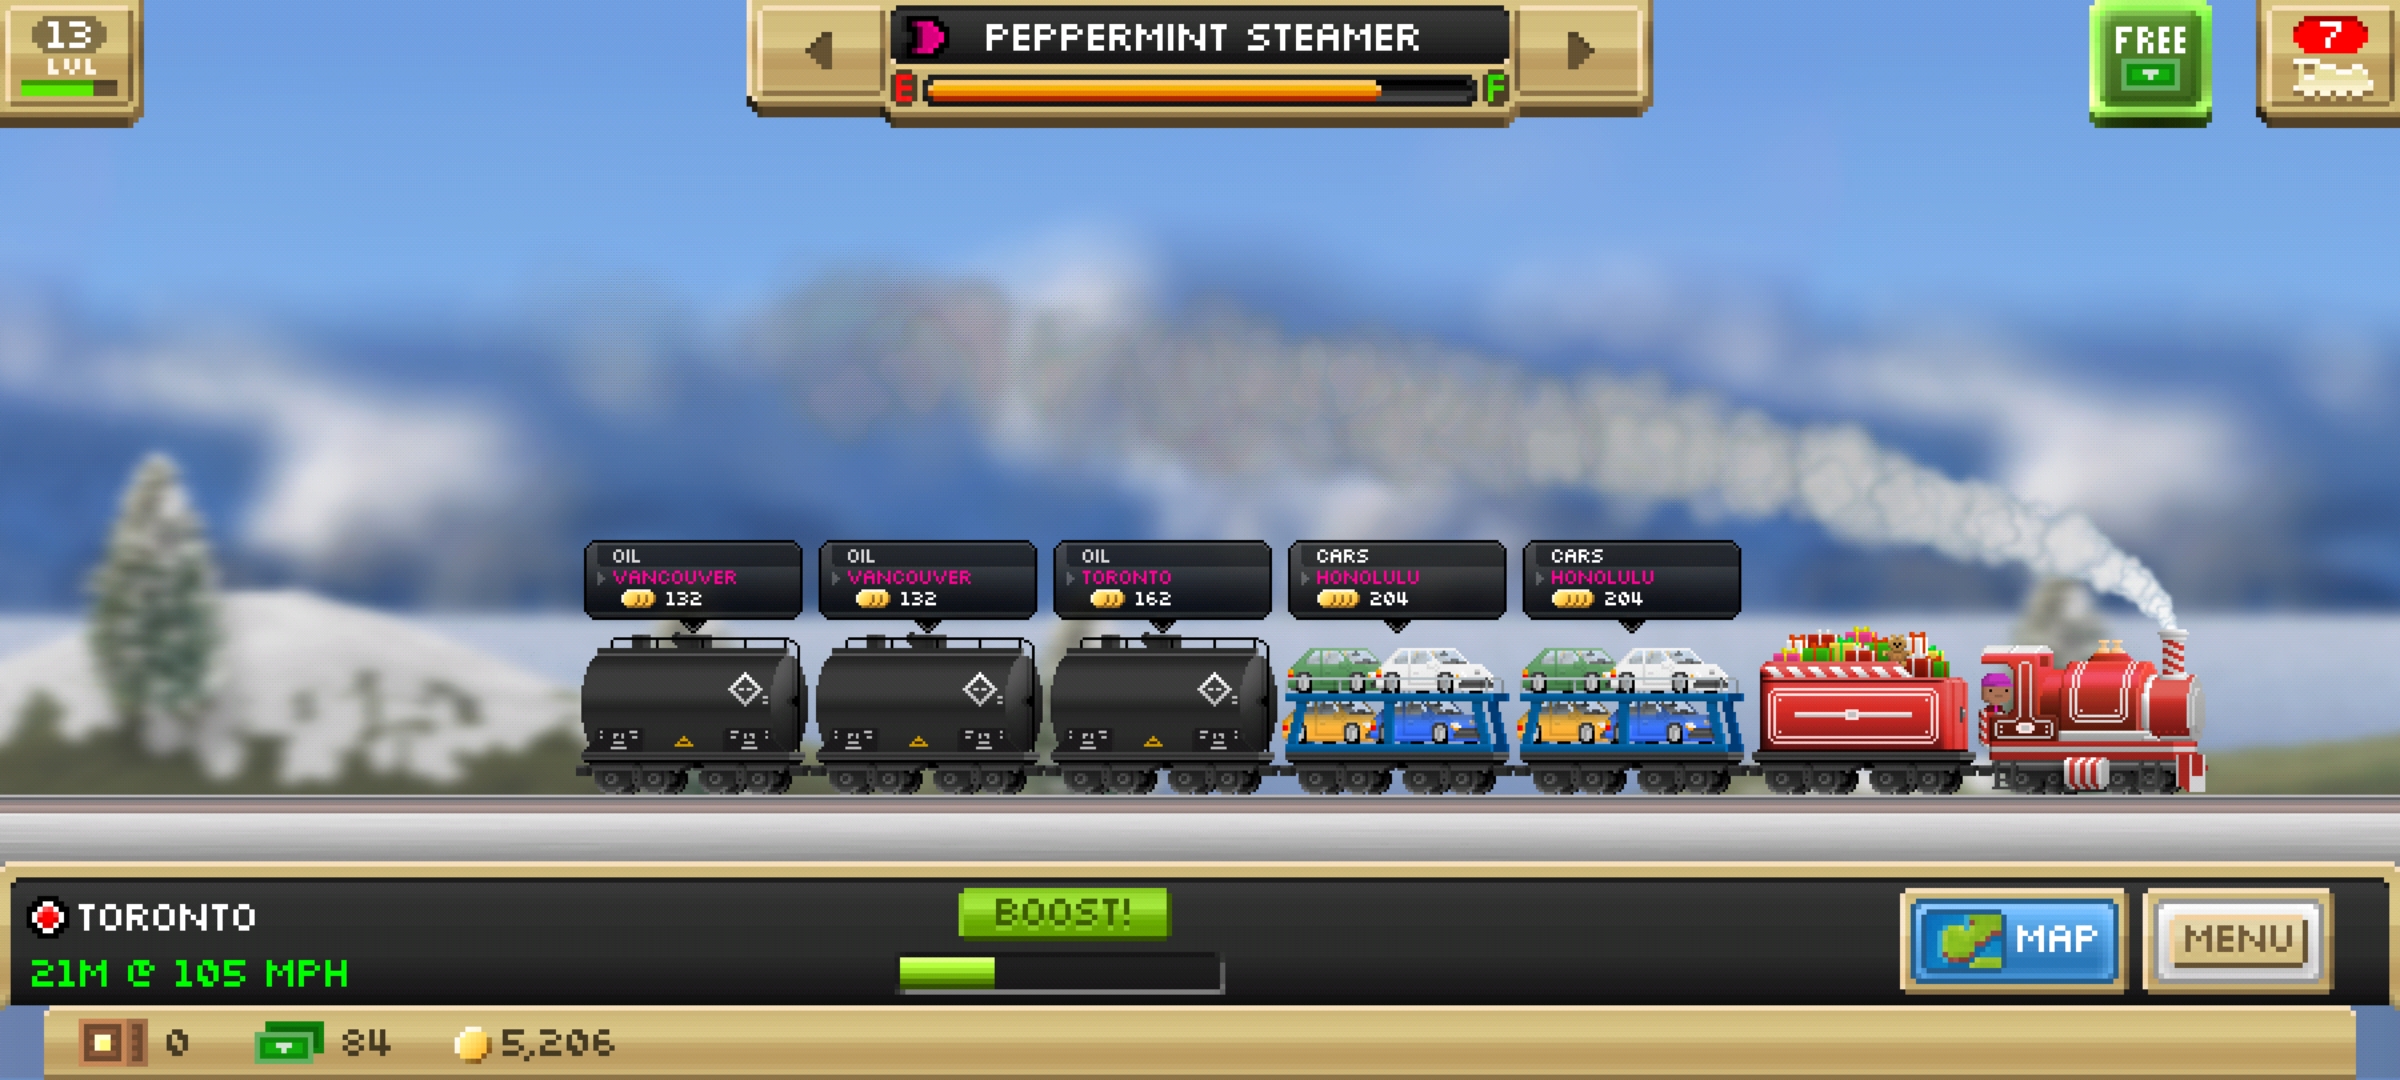 13
LVL
PEPPERMINT STEAMER
E F
FREE
7
OIL
VANCOUVER
132
OIL
VANCOUVER
132
OIL
TORONTO
162
CARS
HONOLULU
204
CARS
HONOLULU
204
TORONTO
21M @ 105 MPH
BOOST!
MAP
MENU
0
84
5,206